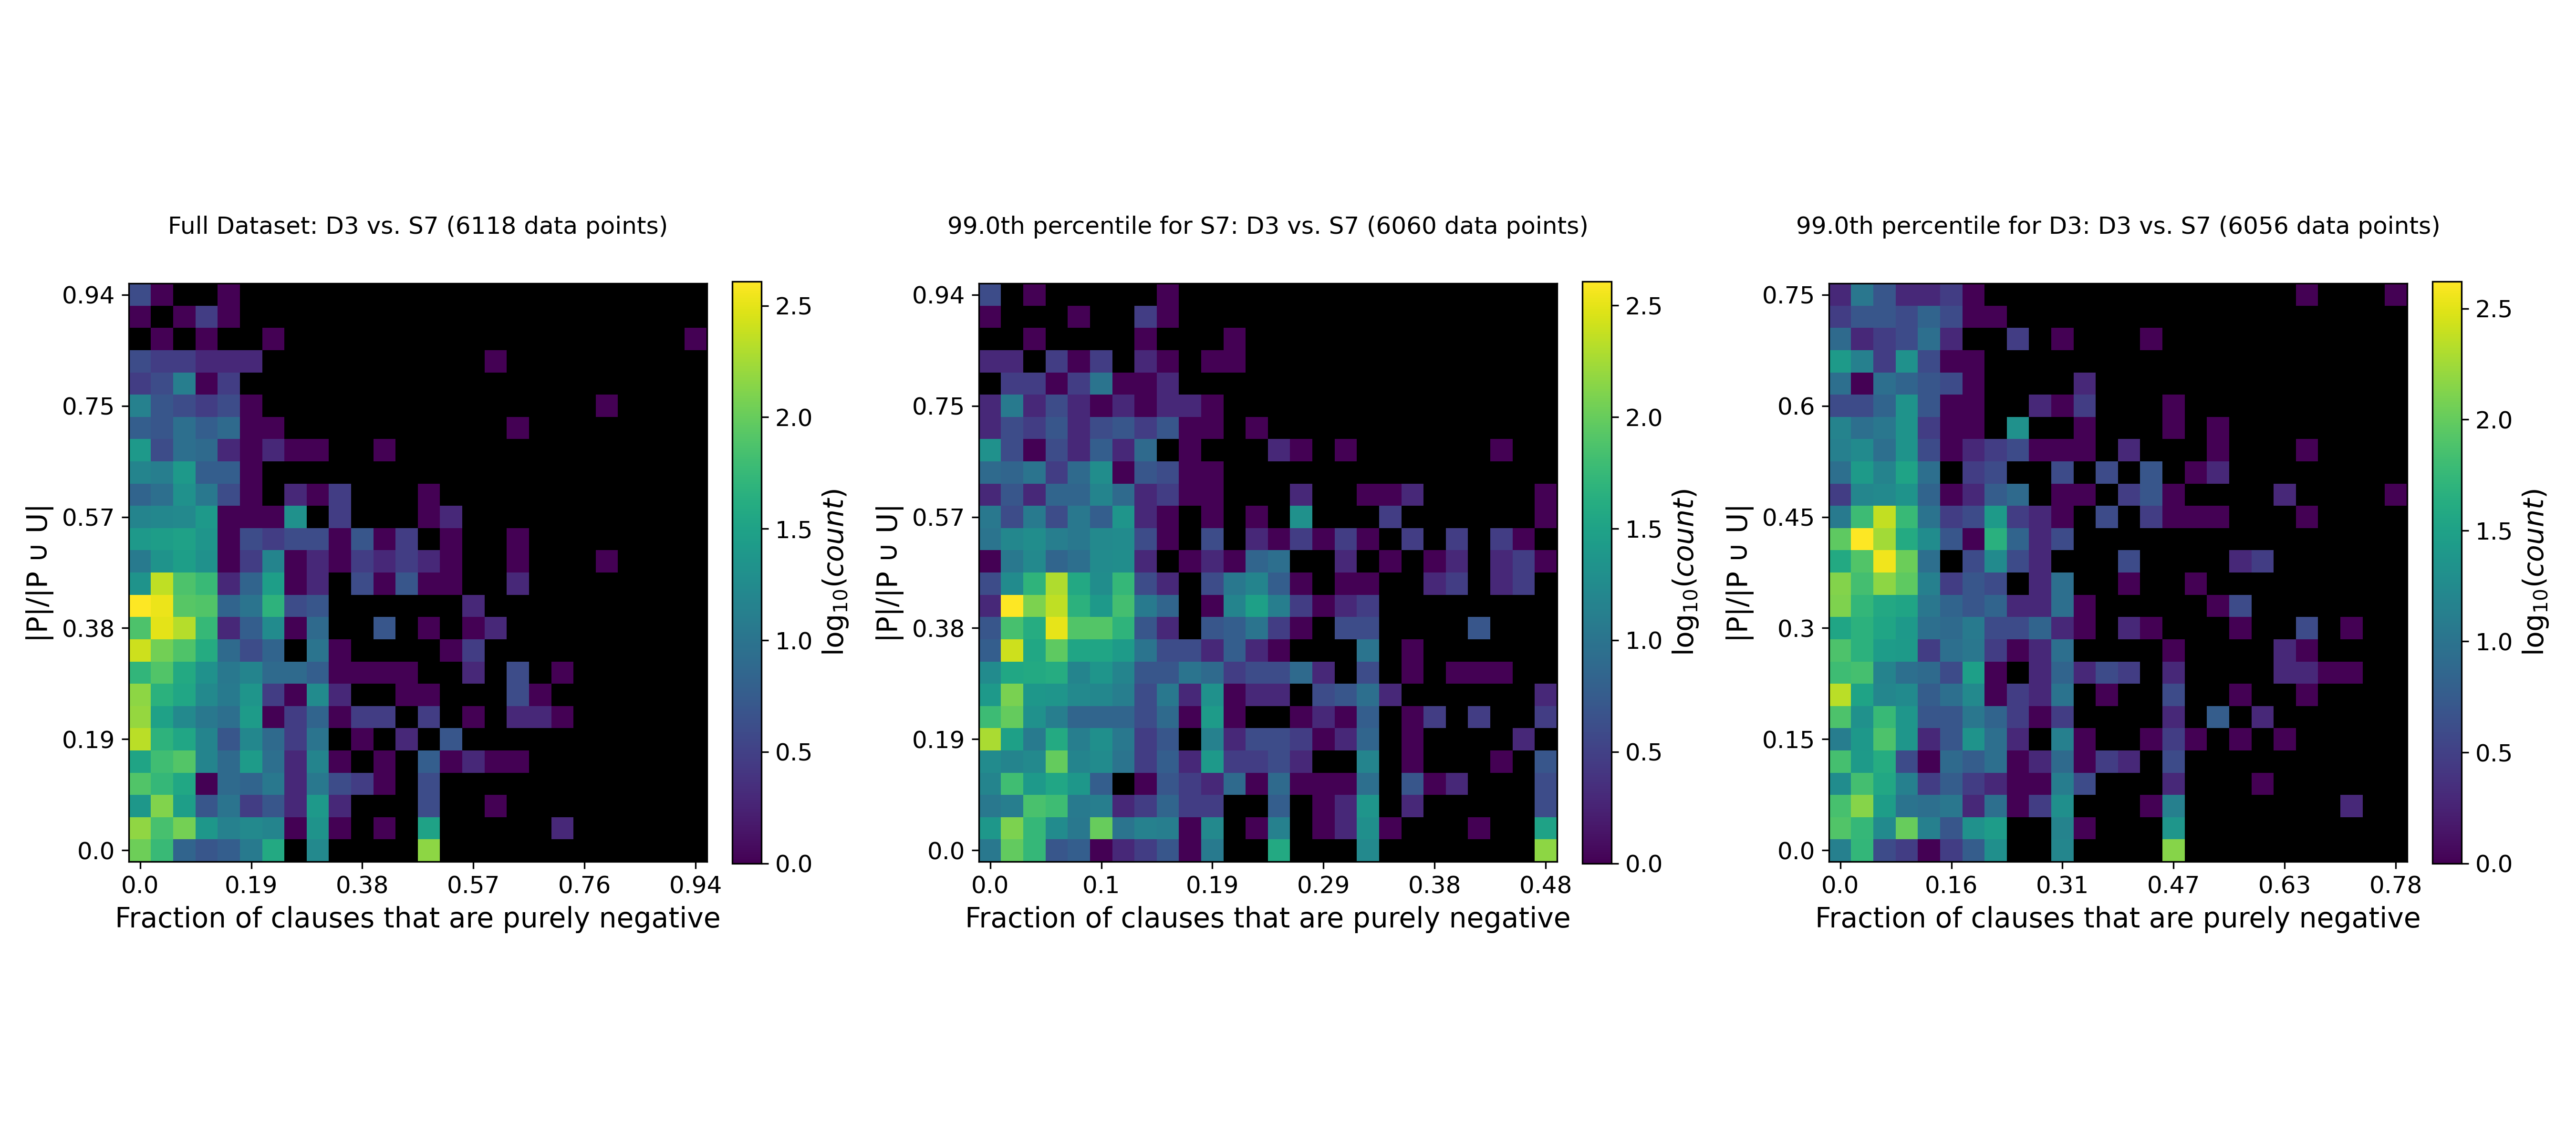 Full Dataset: D3 vs. S7 (6118 data points)
0.94
0.75
0.57
0.38
0.19
0.0
|P|/|P ∪ U|
0.0 0.19 0.38 0.57 0.76 0.94
Fraction of clauses that are purely negative
2.5
2.0
1.5
1.0
0.5
0.0
log10(count)
99.0th percentile for S7: D3 vs. S7 (6060 data points)
0.94
0.75
0.57
0.38
0.19
0.0
|P|/|P ∪ U|
0.0 0.1 0.19 0.29 0.38 0.48
Fraction of clauses that are purely negative
2.5
2.0
1.5
1.0
0.5
0.0
log10(count)
99.0th percentile for D3: D3 vs. S7 (6056 data points)
0.75
0.6
0.45
0.3
0.15
0.0
|P|/|P ∪ U|
0.0 0.16 0.31 0.47 0.63 0.78
Fraction of clauses that are purely negative
2.5
2.0
1.5
1.0
0.5
0.0
log10(count)